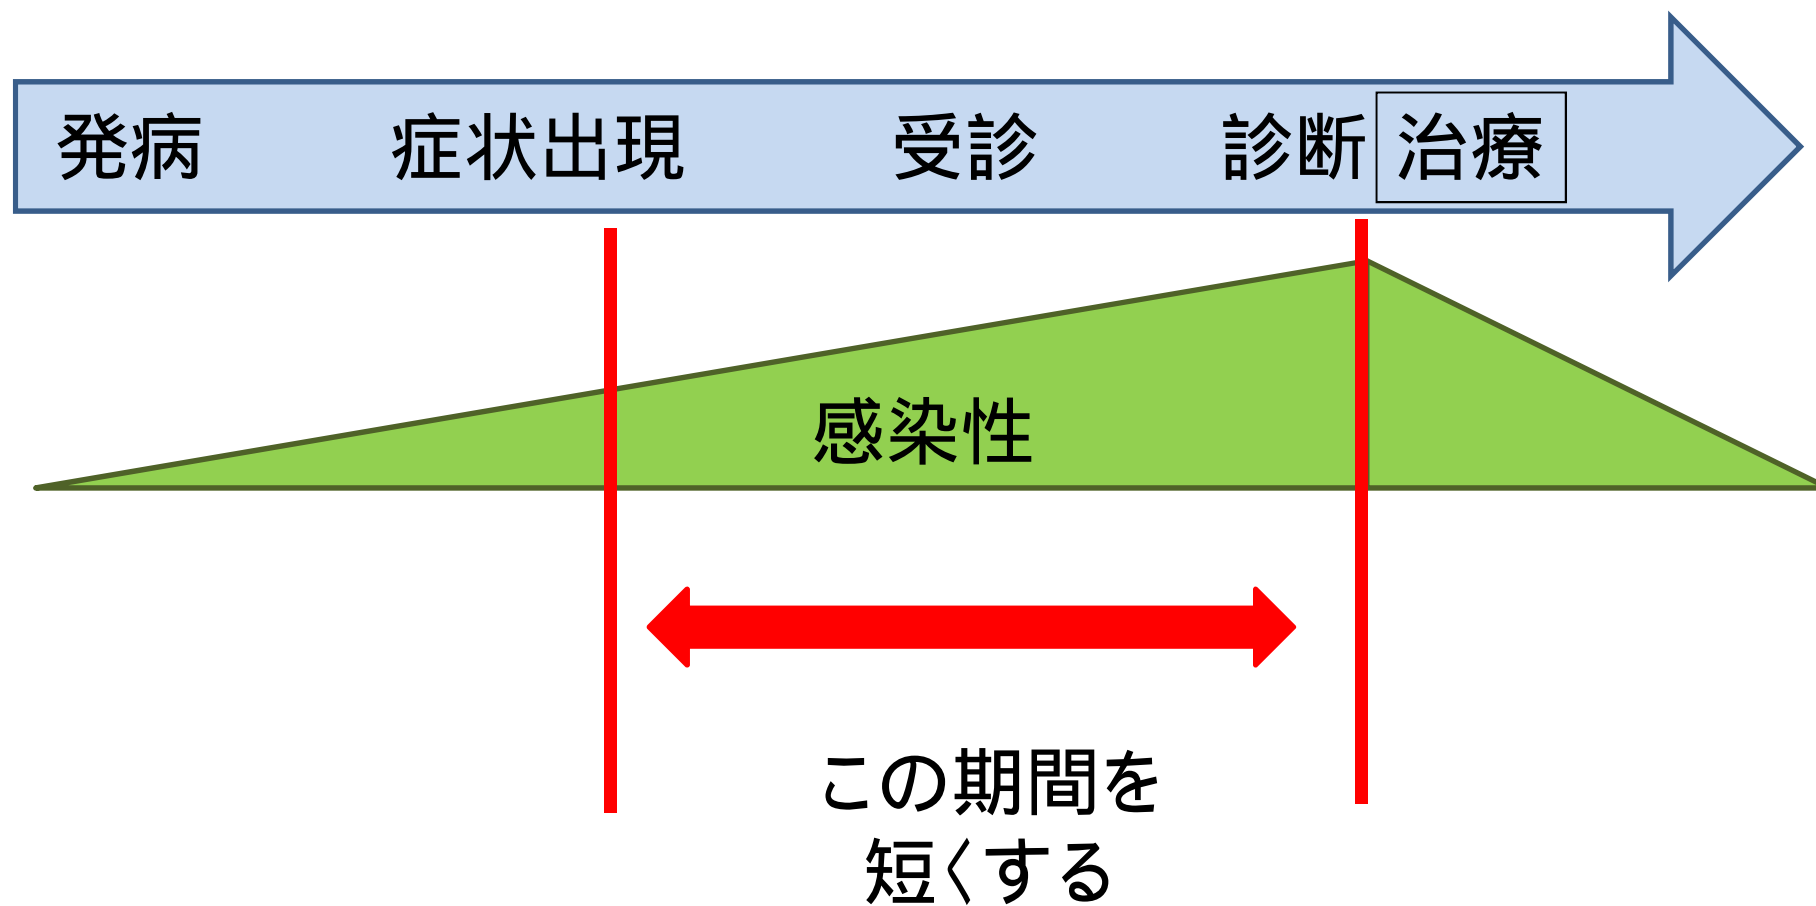 発病 症状出現 受診 診断 治療
感染性
この期間を
短くする